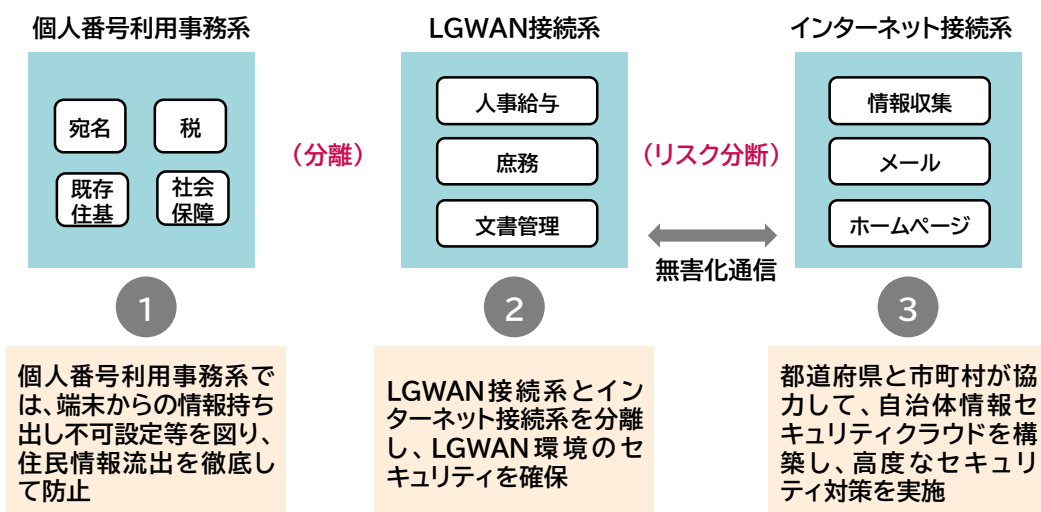 個人番号利用事務系
LGWAN接続系
インターネット接続系
宛名
税
既存
住基
社会
保障
（分離）
人事給与
庶務
文書管理
（リスク分断）
無害化通信
情報収集
メール
ホームページ
1
2
3
個人番号利用事務系で
は、端末からの情報持ち
出し不可設定等を図り、
住民情報流出を徹底し
て防止
LGWAN接続系とイン
ターネット接続系を分離
し、LGWAN環境のセ
キュリティを確保
都道府県と市町村が協
力して、自治体情報セ
キュリティクラウドを構
築し、高度なセキュリ
ティ対策を実施